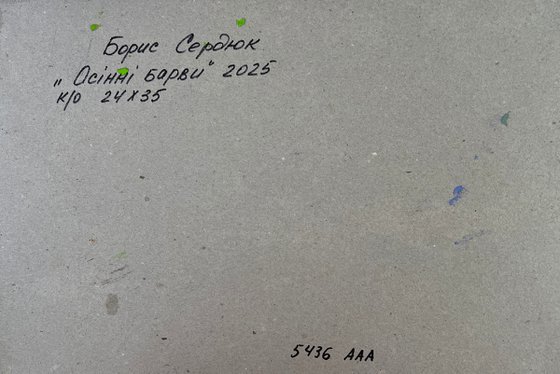 Борис Сердюк
„Осінні барви" 2025
к/о 24х35
5436 ААА